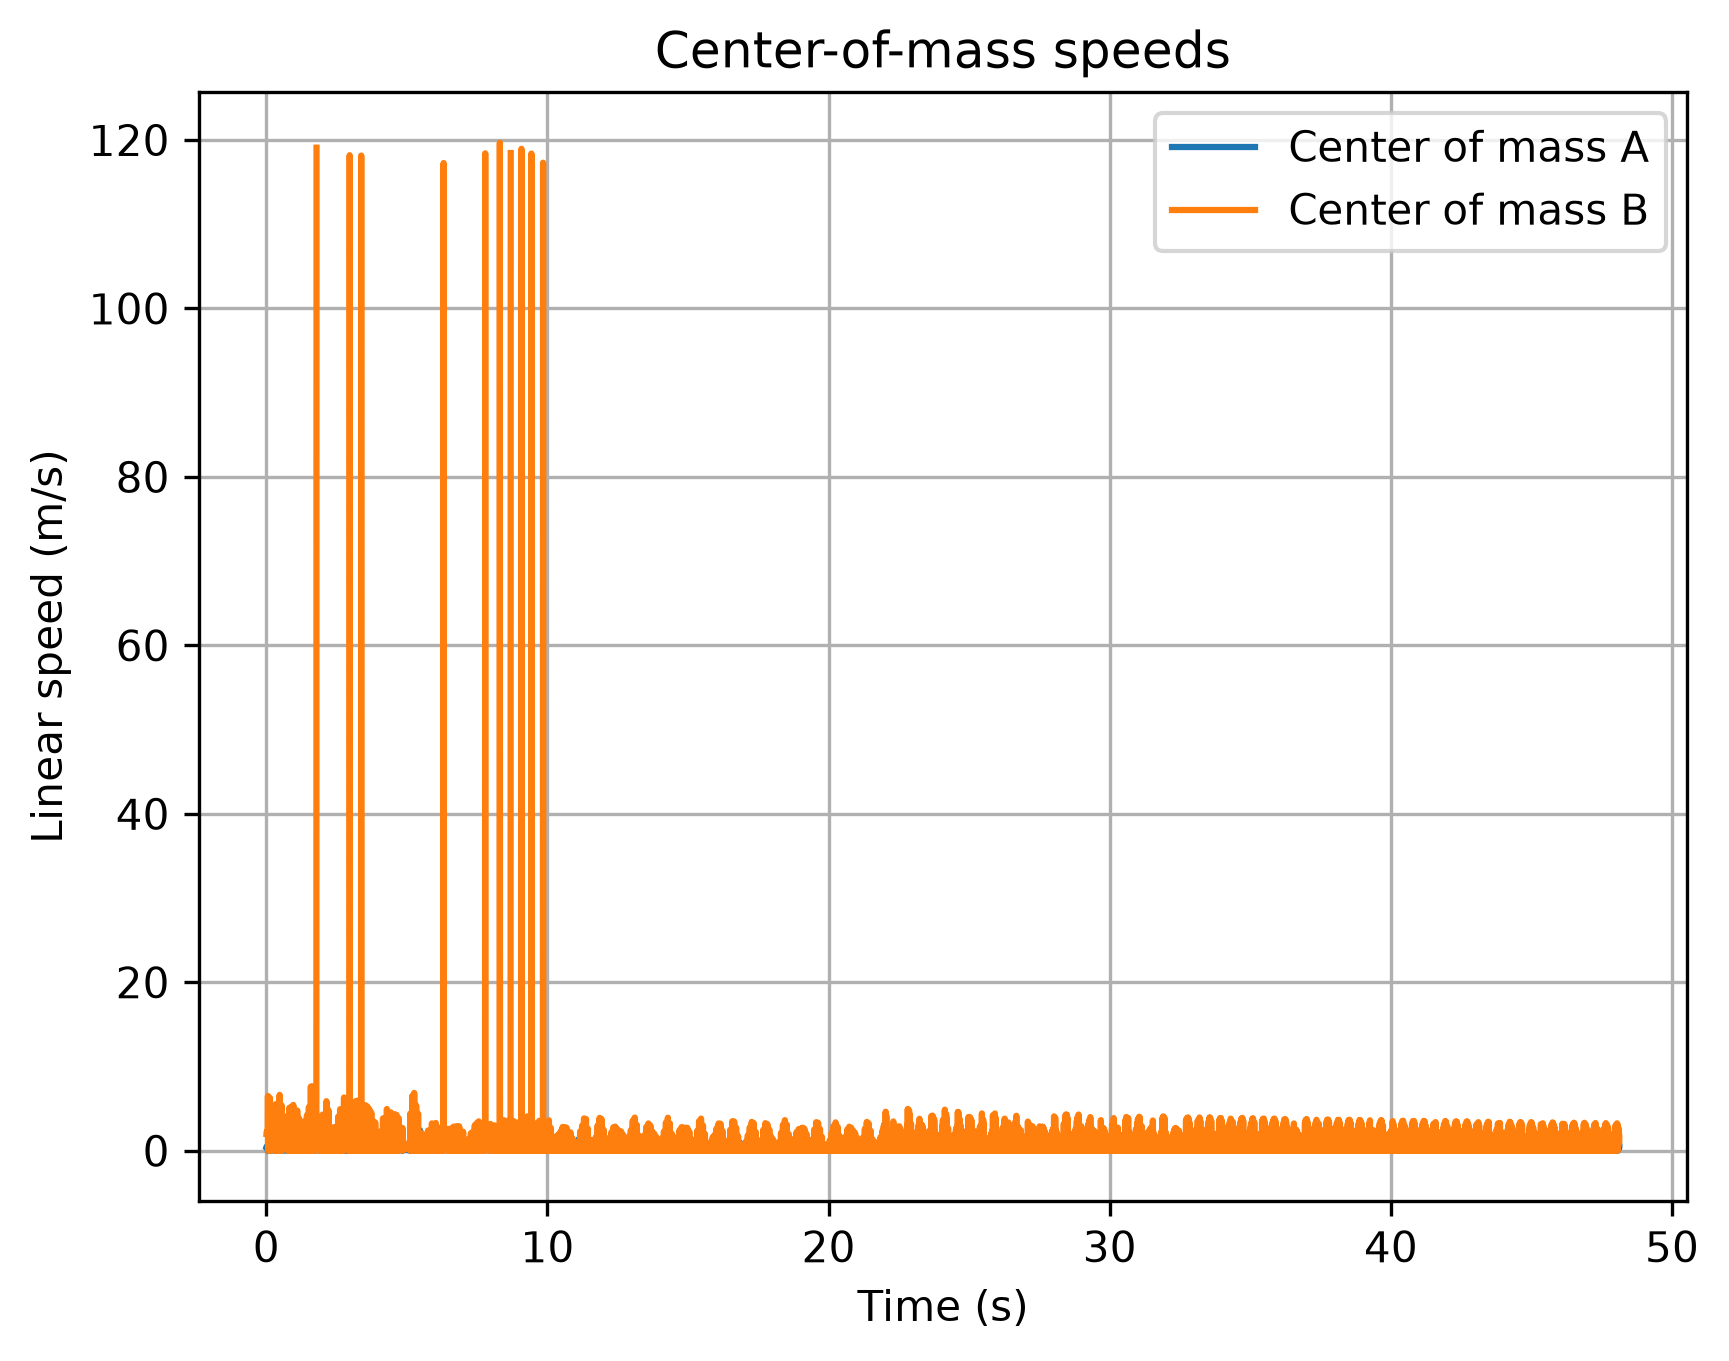 Center-of-mass speeds
Center of mass A
Center of mass B
120
100
80
60
40
20
0
Linear speed (m/s)
0 10 20 30 40 50
Time (s)